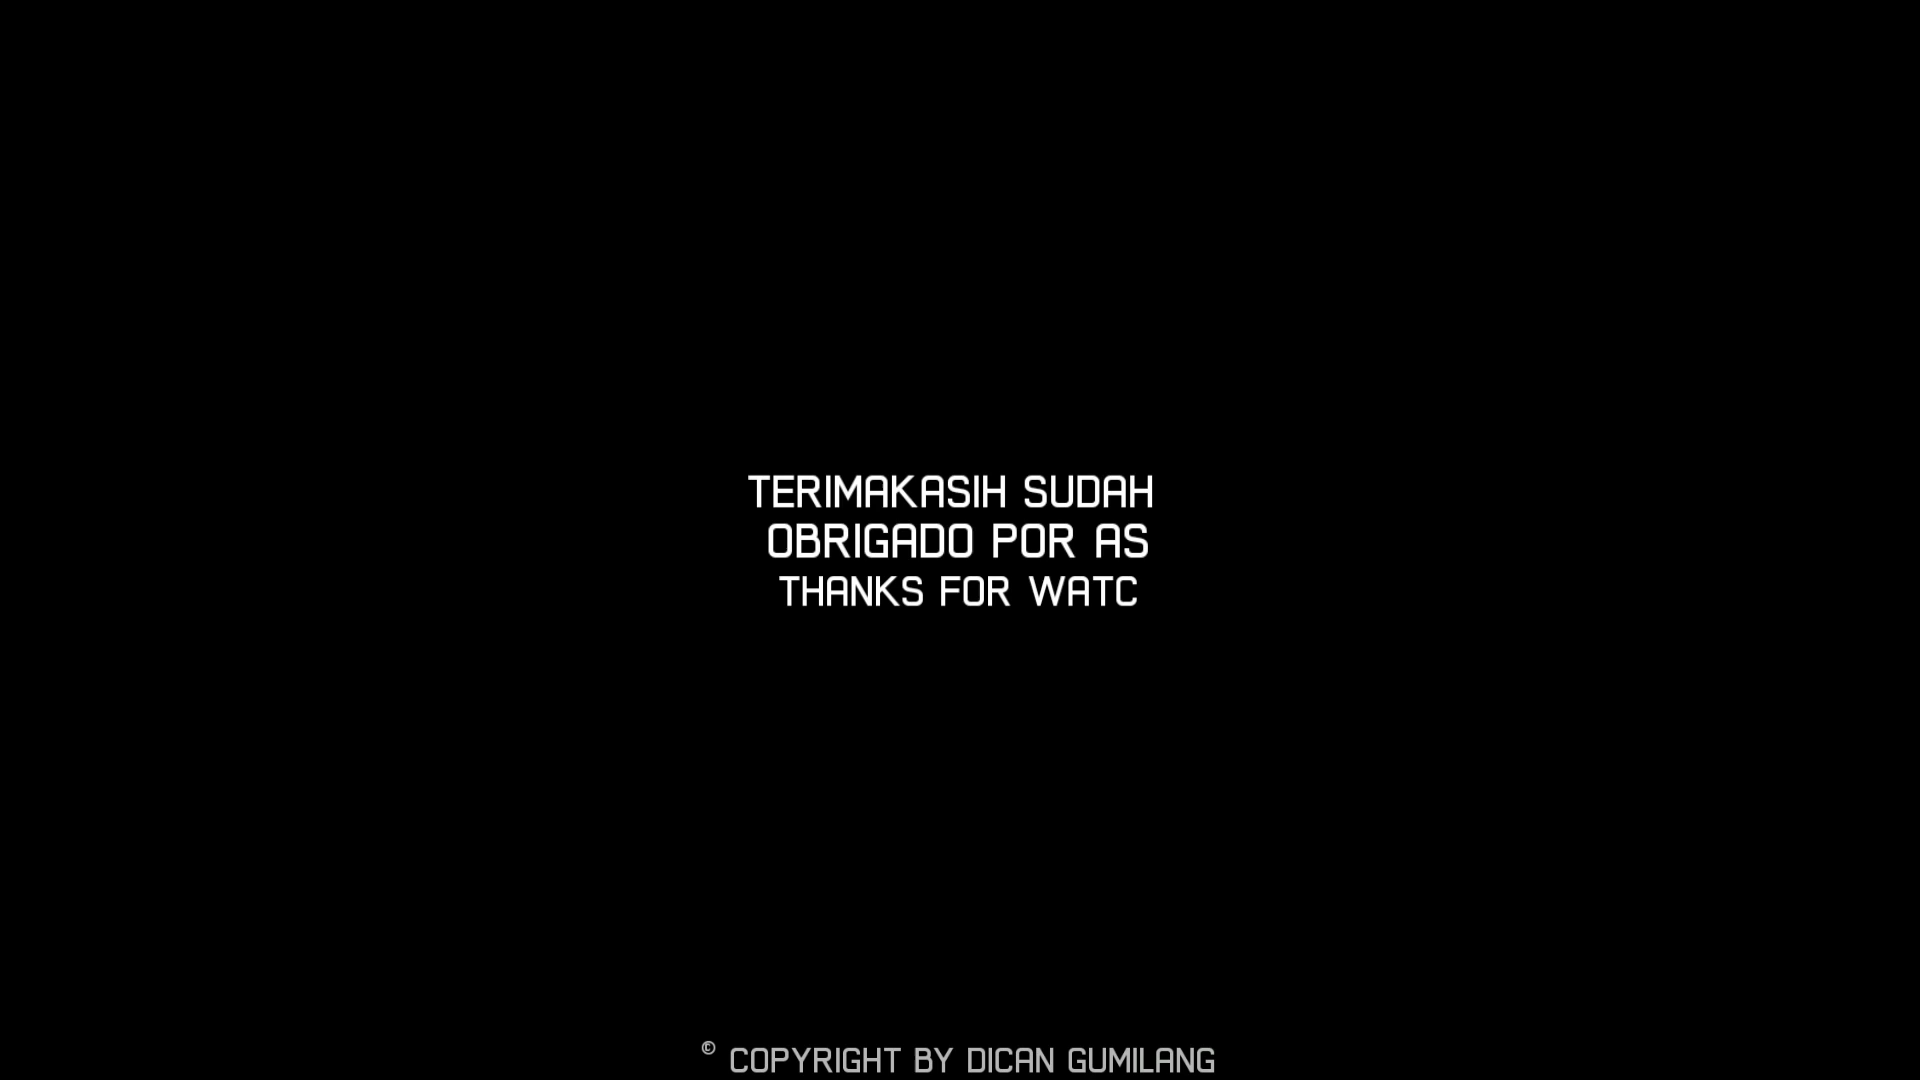 TERIMAKASIH SUDAH
OBRIGADO POR AS
THANKS FOR WATC
© COPYRIGHT BY DICAN GUMILANG